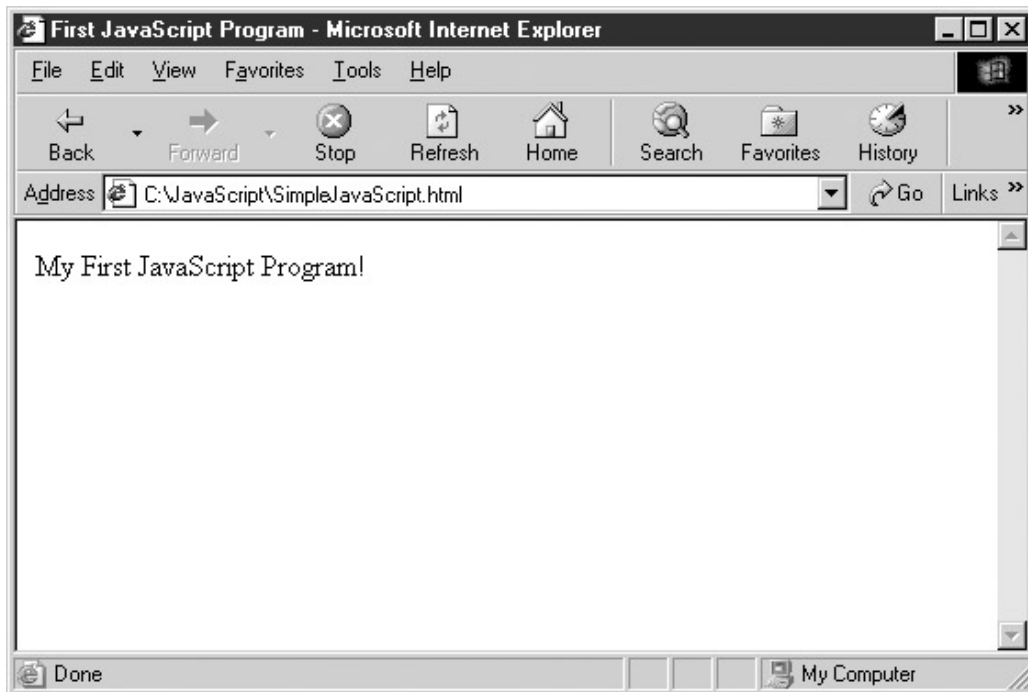 First JavaScript Program - Microsoft Internet Explorer
File Edit View Favorites Tools Help
Back Forward Stop Refresh Home Search Favorites History »
Address C:\JavaScript\SimpleJavaScript.html Go Links »
My First JavaScript Program!
Done My Computer